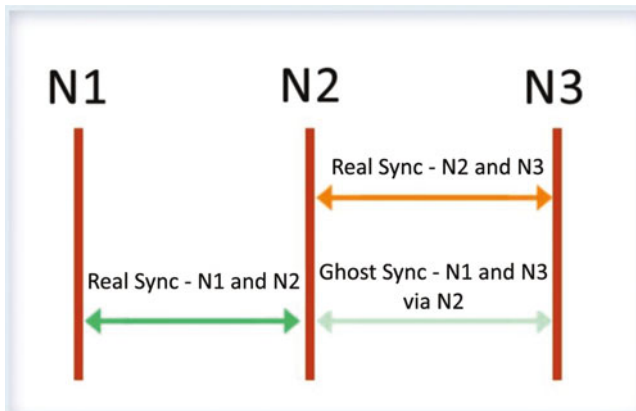 N1
N2
N3
Real Sync - N2 and N3
Real Sync - N1 and N2
Ghost Sync - N1 and N3
via N2